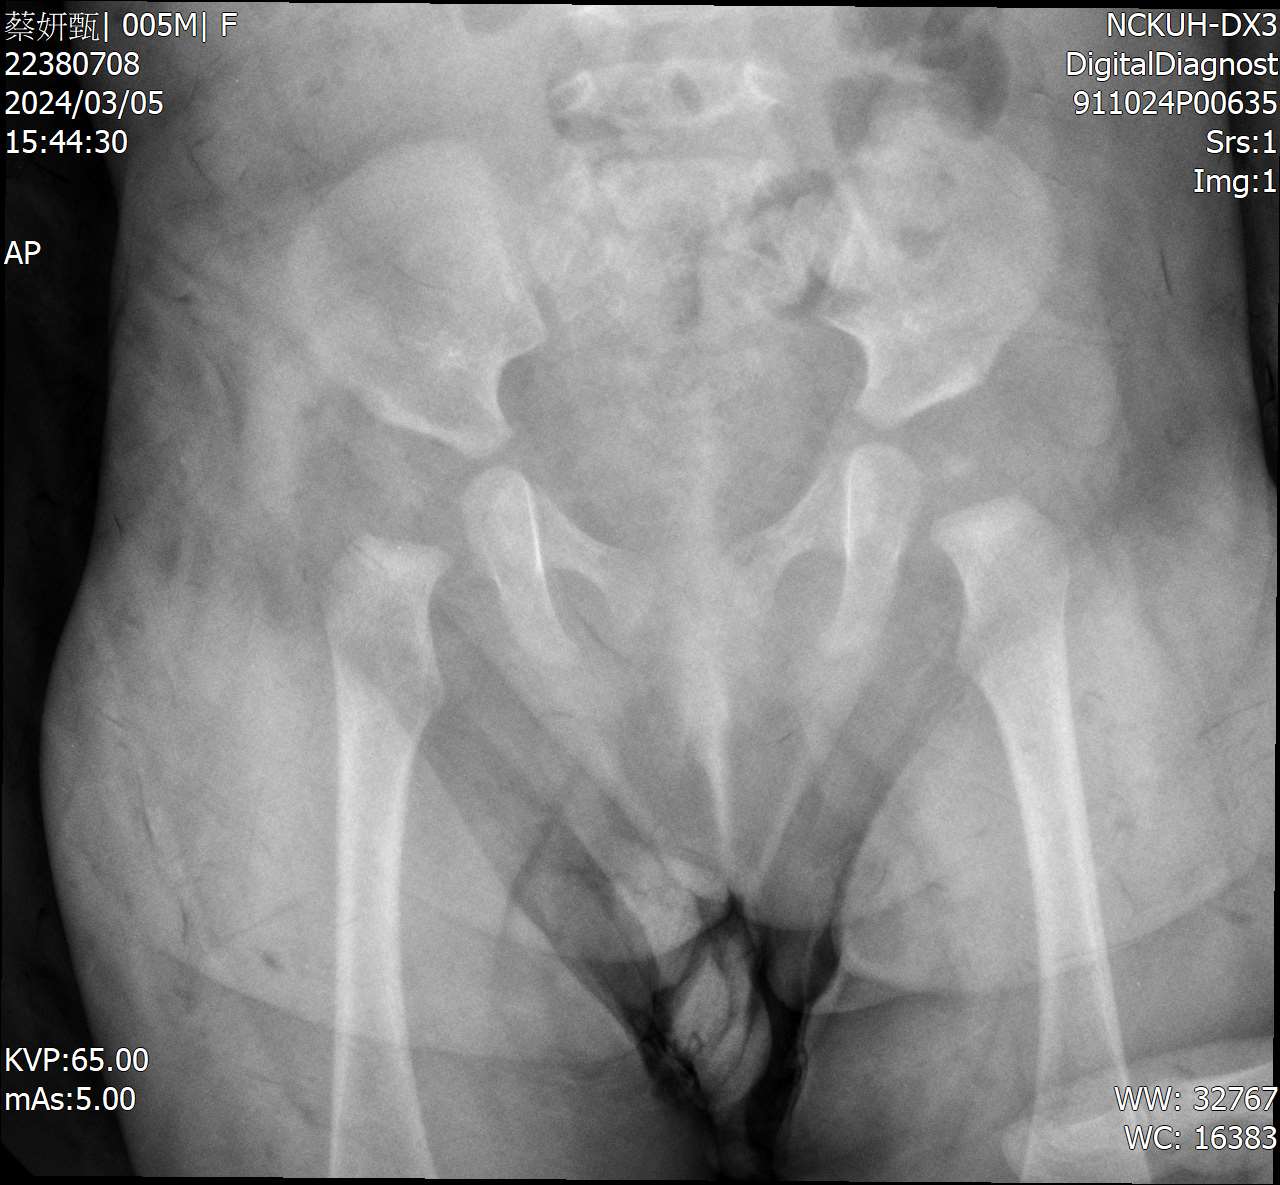 蔡妍甄| 005M| F
22380708
2024/03/05
15:44:30
AP
NCKUH-DX3
DigitalDiagnost
911024P00635
Srs:1
Img:1
KVP:65.00
mAs:5.00
WW: 32767
WC: 16383